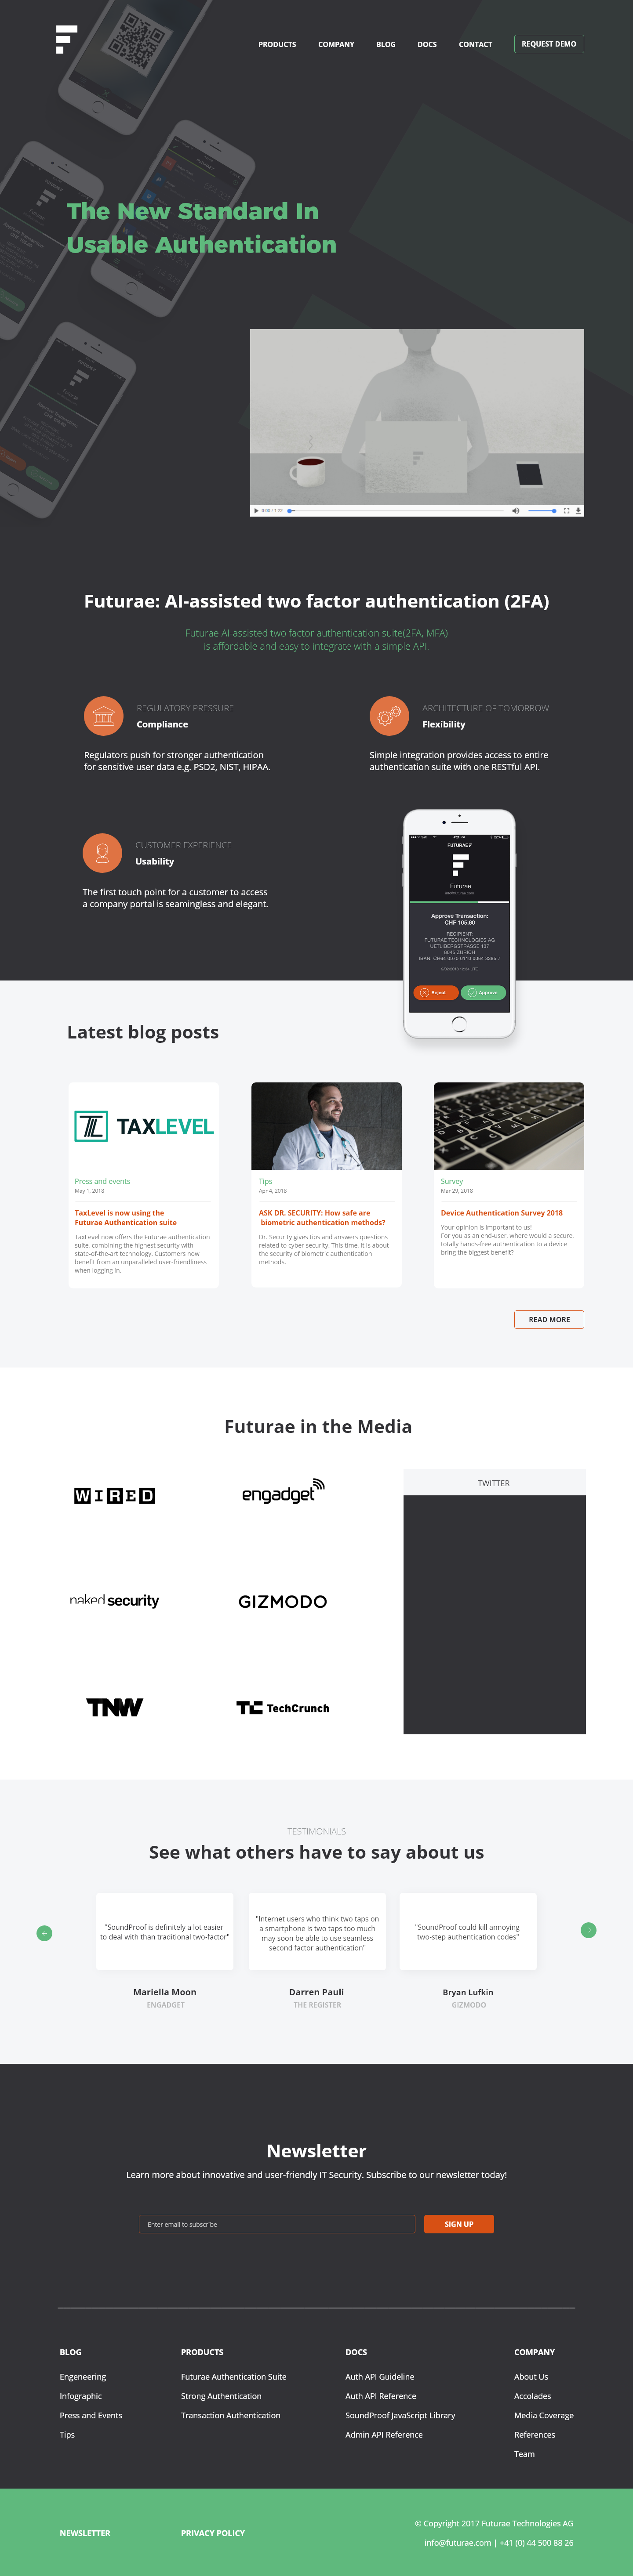 PRODUCTS COMPANY BLOG DOCS CONTACT REQUEST DEMO
The New Standard In
Usable Authentication
0:00 / 1:22
Futurae: AI-assisted two factor authentication (2FA)
Futurae AI-assisted two factor authentication suite(2FA, MFA)
is affordable and easy to integrate with a simple API.
REGULATORY PRESSURE
Compliance
Regulators push for stronger authentication
for sensitive user data e.g. PSD2, NIST, HIPAA.
ARCHITECTURE OF TOMORROW
Flexibility
Simple integration provides access to entire
authentication suite with one RESTful API.
CUSTOMER EXPERIENCE
Usability
The first touch point for a customer to access
a company portal is seamingless and elegant.
FUTURAE
Futurae
Approve Transaction:
CHF 105.60
RECIPIENT:
FUTURAE TECHNOLOGIES AG
UETLIBERGSTRASSE 137
8045 ZURICH
Reject
Approve
Latest blog posts
TAXLEVEL
Press and events
May 1, 2018
TaxLevel is now using the
Futurae Authentication suite
TaxLevel now offers the Futurae authentication
suite, combining the highest security with
state-of-the-art technology. Customers now
benefit from an unparalleled user-friendliness
when logging in.
Tips
Apr 4, 2018
ASK DR. SECURITY: How safe are
biometric authentication methods?
Dr. Security gives tips and answers questions
related to cyber security. This time, it is about
the security of biometric authentication
methods.
Survey
Mar 29, 2018
Device Authentication Survey 2018
Your opinion is important to us!
For you as an end-user, where would a secure,
totally hands-free authentication to a device
bring the biggest benefit?
READ MORE
Futurae in the Media
WIRED
engadget
naked security
GIZMODO
TNW
TechCrunch
TWITTER
TESTIMONIALS
See what others have to say about us
"SoundProof is definitely a lot easier
to deal with than traditional two-factor"
Mariella Moon
ENGADGET
"Internet users who think two taps on
a smartphone is two taps too much
may soon be able to use seamless
second factor authentication"
Darren Pauli
THE REGISTER
"SoundProof could kill annoying
two-step authentication codes"
Bryan Lufkin
GIZMODO
Newsletter
Learn more about innovative and user-friendly IT Security. Subscribe to our newsletter today!
Enter email to subscribe
SIGN UP
BLOG
Engeneering
Infographic
Press and Events
Tips
PRODUCTS
Futurae Authentication Suite
Strong Authentication
Transaction Authentication
DOCS
Auth API Guideline
Auth API Reference
SoundProof JavaScript Library
Admin API Reference
COMPANY
About Us
Accolades
Media Coverage
References
Team
NEWSLETTER
PRIVACY POLICY
© Copyright 2017 Futurae Technologies AG
info@futurae.com | +41 (0) 44 500 88 26